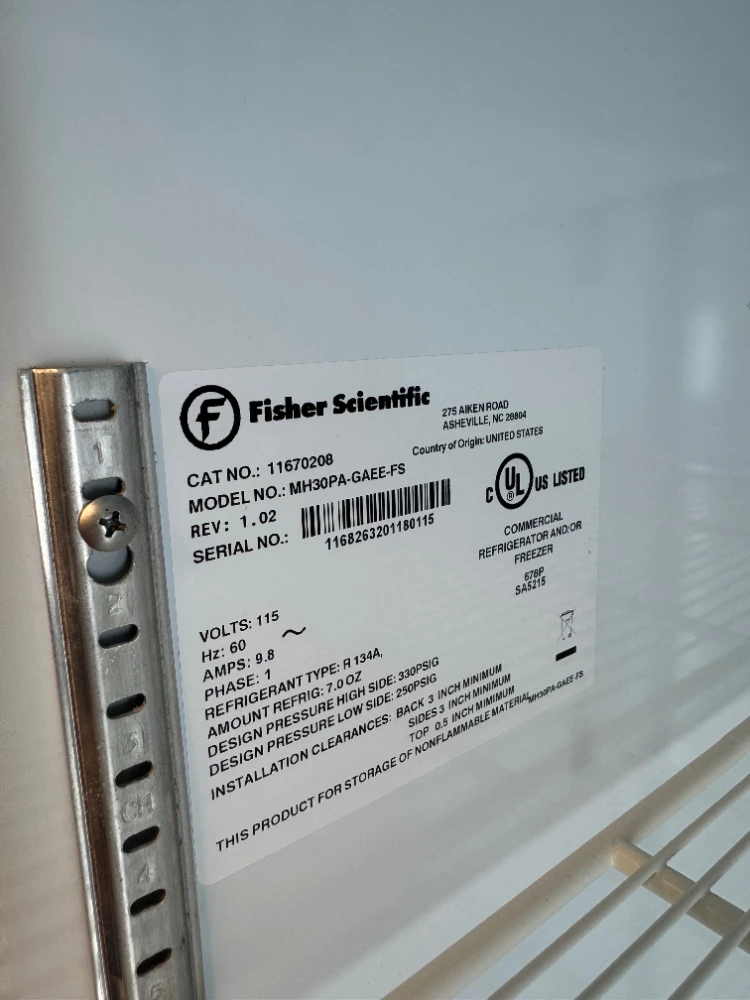 F Fisher Scientific
275 AIKEN ROAD
ASHEVILLE, NC 28804
Country of Origin: UNITED STATES
CAT NO.: 11670208
MODEL NO.: MH30PA-GAEE-FS
REV: 1.02
SERIAL NO.:
1168263201180115
C UL US LISTED
®
COMMERCIAL
REFRIGERATOR AND/OR
FREEZER
678P
SA5215
VOLTS: 115
Hz: 60 ~
AMPS: 9.8
PHASE: 1
REFRIGERANT TYPE: R 134A,
AMOUNT REFRIG: 7.0 OZ
DESIGN PRESSURE HIGH SIDE: 330PSIG
DESIGN PRESSURE LOW SIDE: 250PSIG
INSTALLATION CLEARANCES: BACK 3 INCH MINIMUM
SIDES 3 INCH MINIMUM
TOP 0.5 INCH MIMIMUM
MH30PA-GAEE-FS
THIS PRODUCT FOR STORAGE OF NONFLAMMABLE MATERIAL
1
2
3
4
5